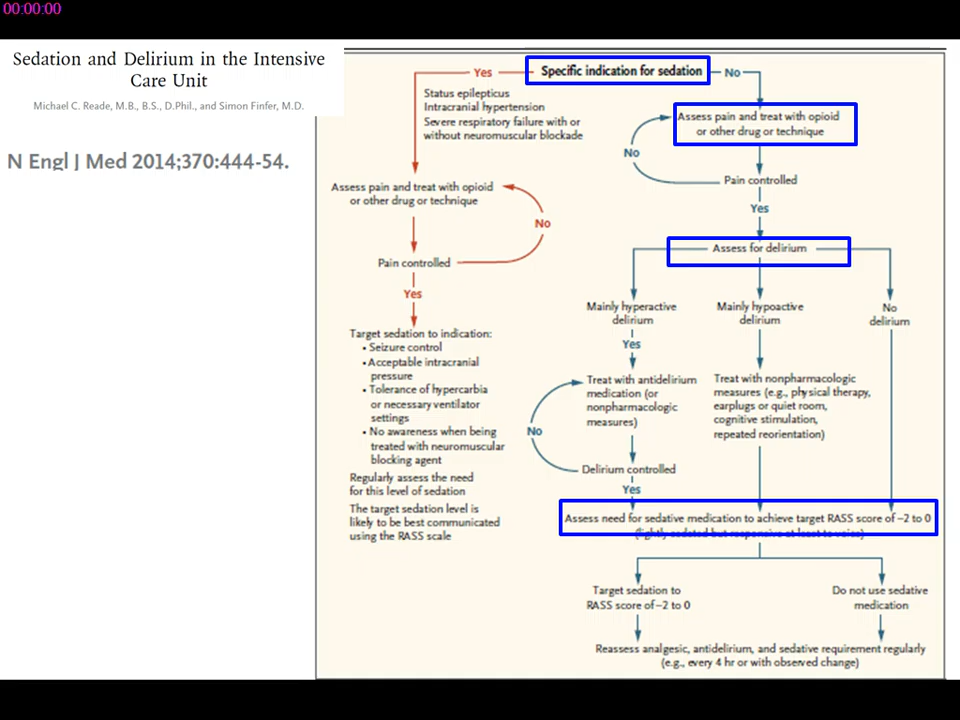 00:00:00
Sedation and Delirium in the Intensive
Care Unit
Michael C. Reade, M.B., B.S., D.Phil., and Simon Finfer, M.D.
N Engl J Med 2014;370:444-54.
Yes
Specific indication for sedation
No
Status epilepticus
Intracranial hypertension
Severe respiratory failure with or
without neuromuscular blockade
Assess pain and treat with opioid
or other drug or technique
No
Pain controlled
Yes
Assess pain and treat with opioid
or other drug or technique
No
Pain controlled
Yes
Target sedation to indication:
• Seizure control
• Acceptable intracranial
pressure
• Tolerance of hypercarbia
or necessary ventilator
settings
• No awareness when being
treated with neuromuscular
blocking agent
Regularly assess the need
for this level of sedation
The target sedation level is
likely to be best communicated
using the RASS scale
Assess for delirium
Mainly hyperactive
delirium
Mainly hypoactive
delirium
No
delirium
Yes
Treat with antidelirium
medication (or
nonpharmacologic
measures)
Treat with nonpharmacologic
measures (e.g., physical therapy,
earplugs or quiet room,
cognitive stimulation,
repeated reorientation)
No
Delirium controlled
Yes
Assess need for sedative medication to achieve target RASS score of –2 to 0
(lightly sedated but responsive at least to voice)
Target sedation to
RASS score of –2 to 0
Do not use sedative
medication
Reassess analgesic, antidelirium, and sedative requirement regularly
(e.g., every 4 hr or with observed change)